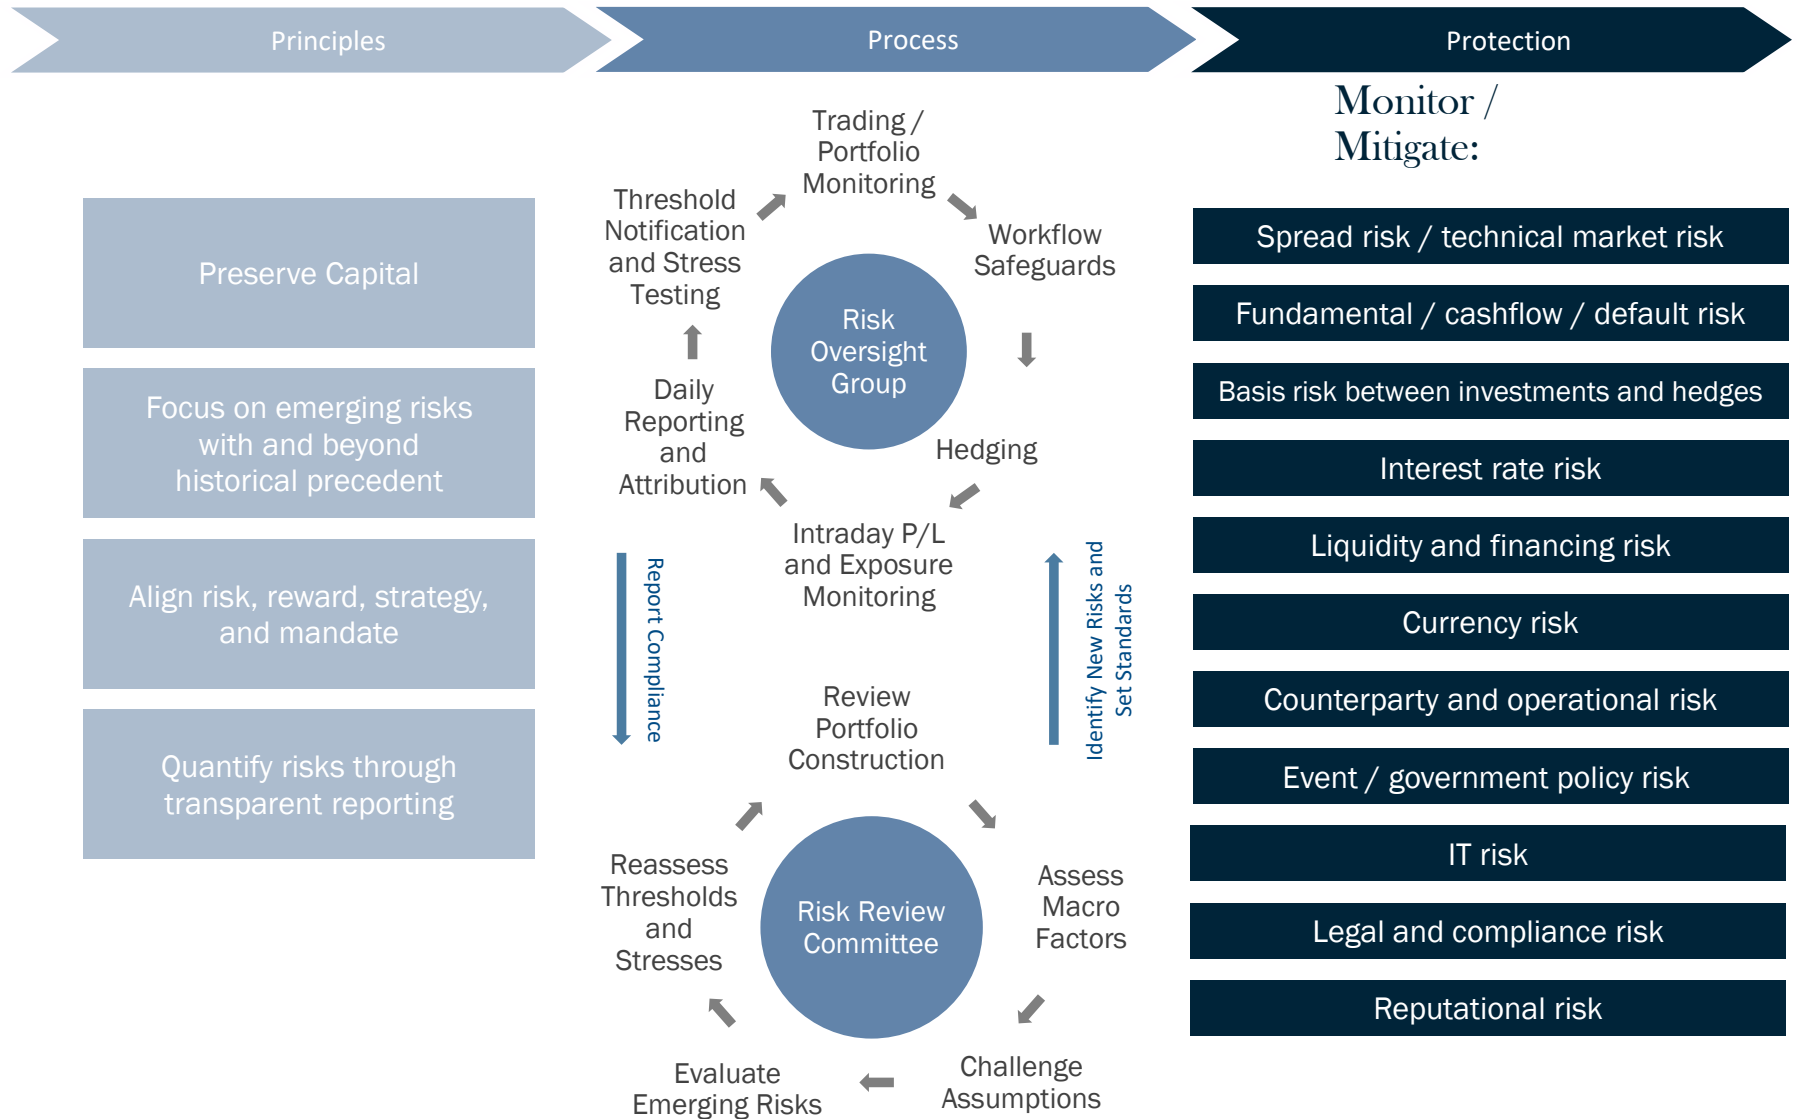 Principles
Process
Protection
Preserve Capital
Focus on emerging risks
with and beyond
historical precedent
Align risk, reward, strategy,
and mandate
Quantify risks through
transparent reporting
Trading /
Portfolio
Monitoring
Workflow
Safeguards
Hedging
Intraday P/L
and Exposure
Monitoring
Daily
Reporting
and
Attribution
Threshold
Notification
and Stress
Testing
Risk
Oversight
Group
Report Compliance
Identify New Risks and
Set Standards
Review
Portfolio
Construction
Assess
Macro
Factors
Challenge
Assumptions
Evaluate
Emerging Risks
Reassess
Thresholds
and
Stresses
Risk Review
Committee
Monitor /
Mitigate:
Spread risk / technical market risk
Fundamental / cashflow / default risk
Basis risk between investments and hedges
Interest rate risk
Liquidity and financing risk
Currency risk
Counterparty and operational risk
Event / government policy risk
IT risk
Legal and compliance risk
Reputational risk